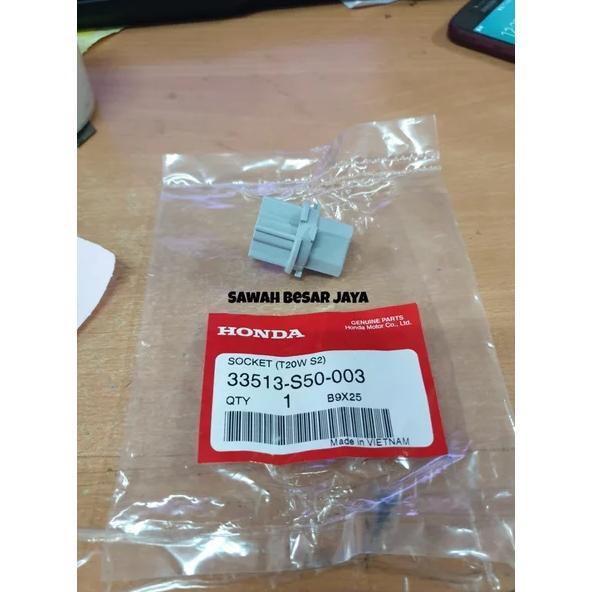 SAWAH BESAR JAYA
HONDA
GENUINE PARTS
Honda Motor Co., Ltd.
SOCKET (T20W S2)
33513-S50-003
QTY 1 B9X25
Made in VIETNAM